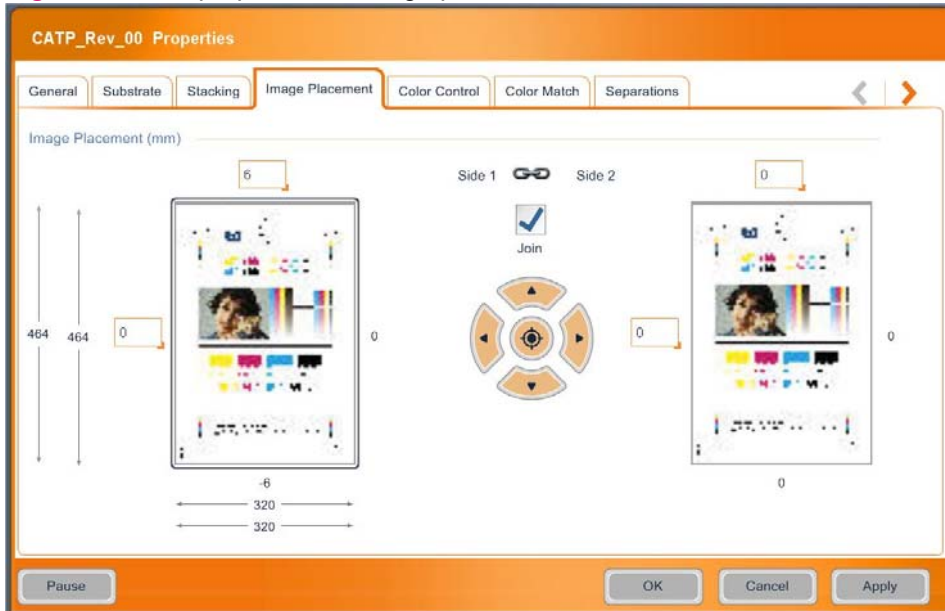 CATP_Rev_00 Properties
General Substrate Stacking Image Placement Color Control Color Match Separations
Image Placement (mm)
6 Side 1 Side 2 0
Join
464 464 0 0 0 0
-6 0
320
320
Pause OK Cancel Apply